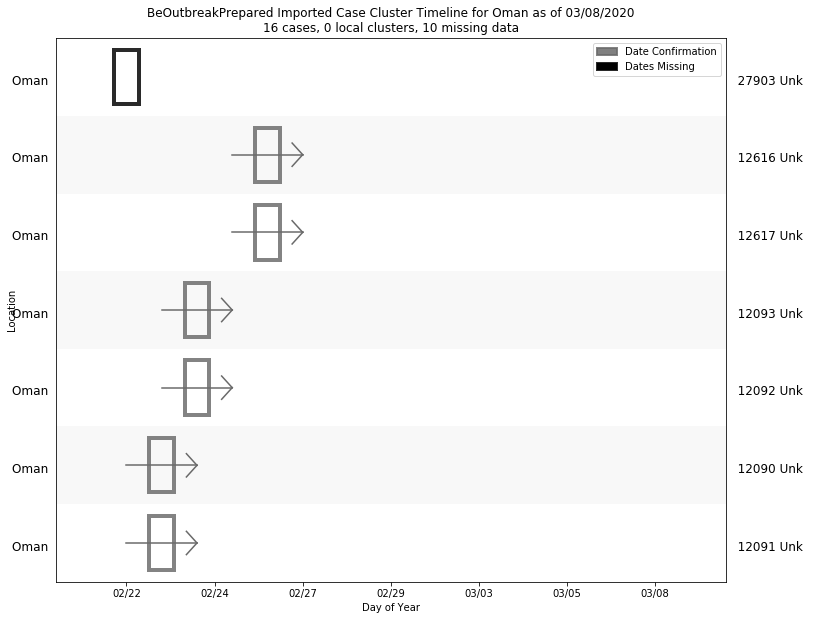 BeOutbreakPrepared Imported Case Cluster Timeline for Oman as of 03/08/2020
16 cases, 0 local clusters, 10 missing data
Date Confirmation
Dates Missing
Oman 27903 Unk
Oman 12616 Unk
Oman 12617 Unk
Oman 12093 Unk
Location
Oman 12092 Unk
Oman 12090 Unk
Oman 12091 Unk
02/22 02/24 02/27 02/29 03/03 03/05 03/08
Day of Year